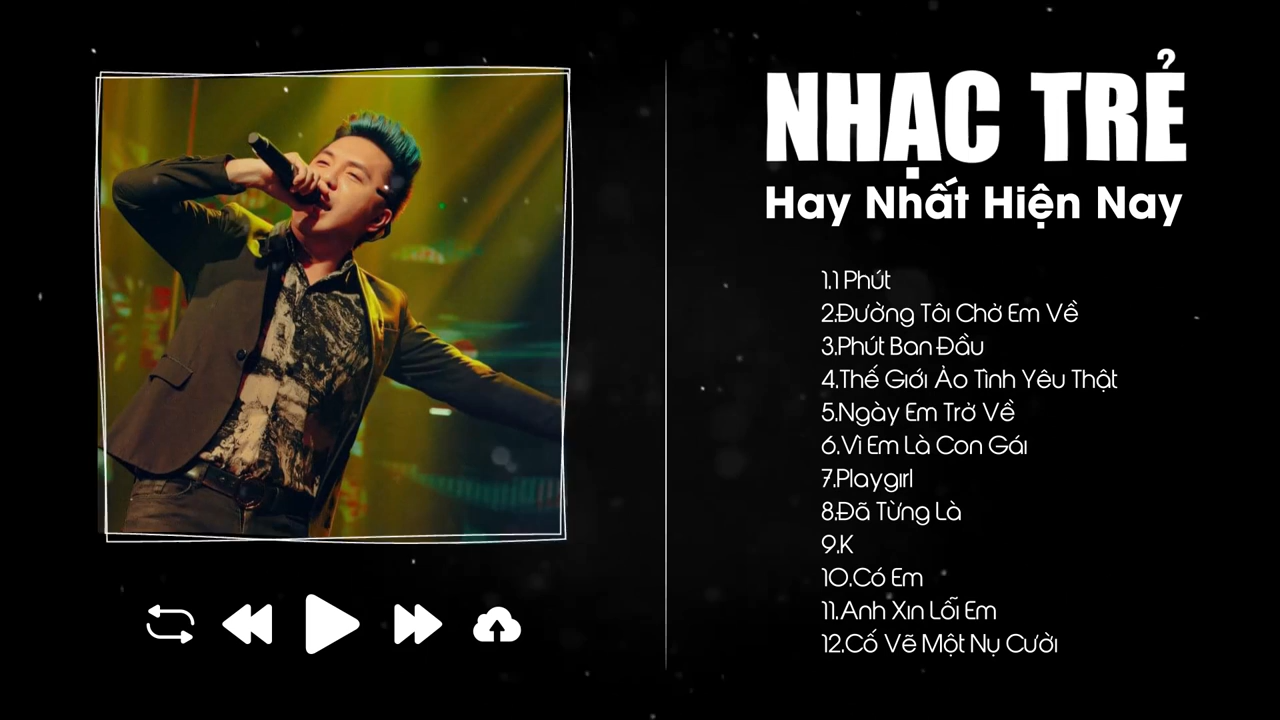 NHẠC TRẺ
Hay Nhất Hiện Nay
1.1 Phút
2.Đường Tôi Chở Em Về
3.Phút Ban Đầu
4.Thế Giới Ảo Tình Yêu Thật
5.Ngày Em Trở Về
6.Vì Em Là Con Gái
7.Playgirl
8.Đã Từng Là
9.K
10.Có Em
11.Anh Xin Lỗi Em
12.Cố Vẽ Một Nụ Cười